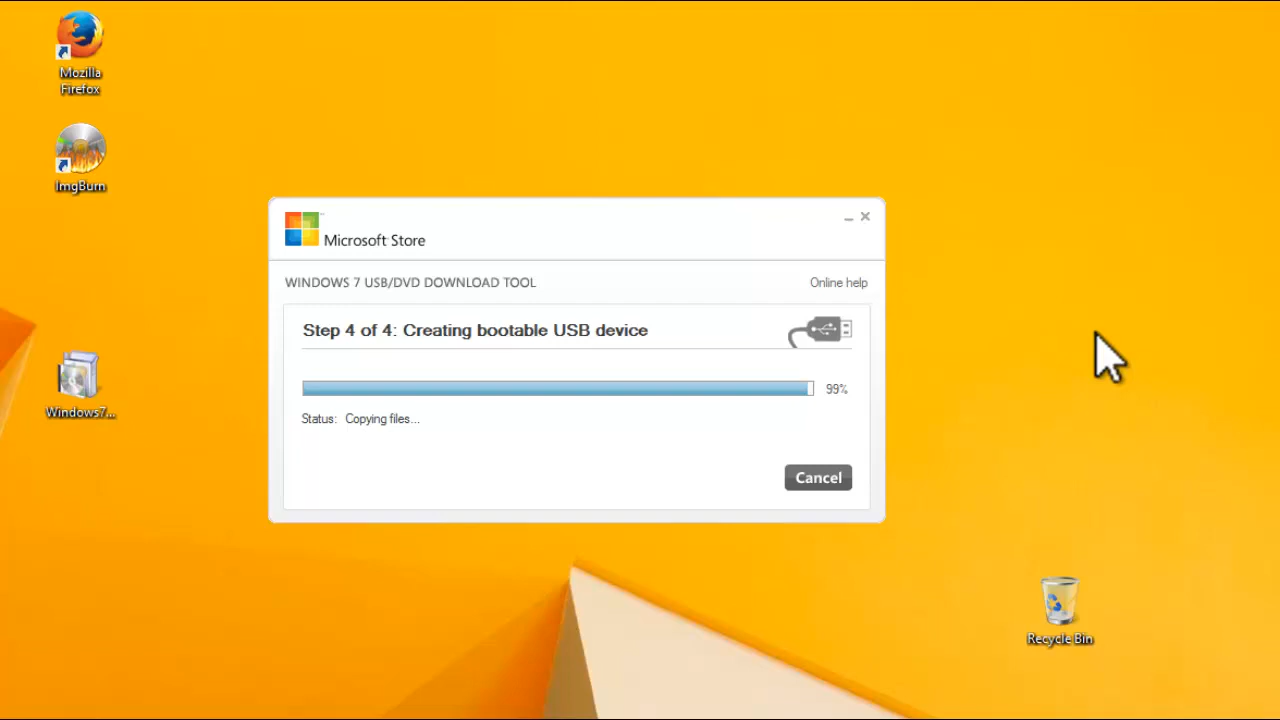 Mozilla
Firefox
ImgBurn
Microsoft Store
WINDOWS 7 USB/DVD DOWNLOAD TOOL
Online help
Step 4 of 4: Creating bootable USB device
99%
Status: Copying files...
Windows7...
Cancel
Recycle Bin